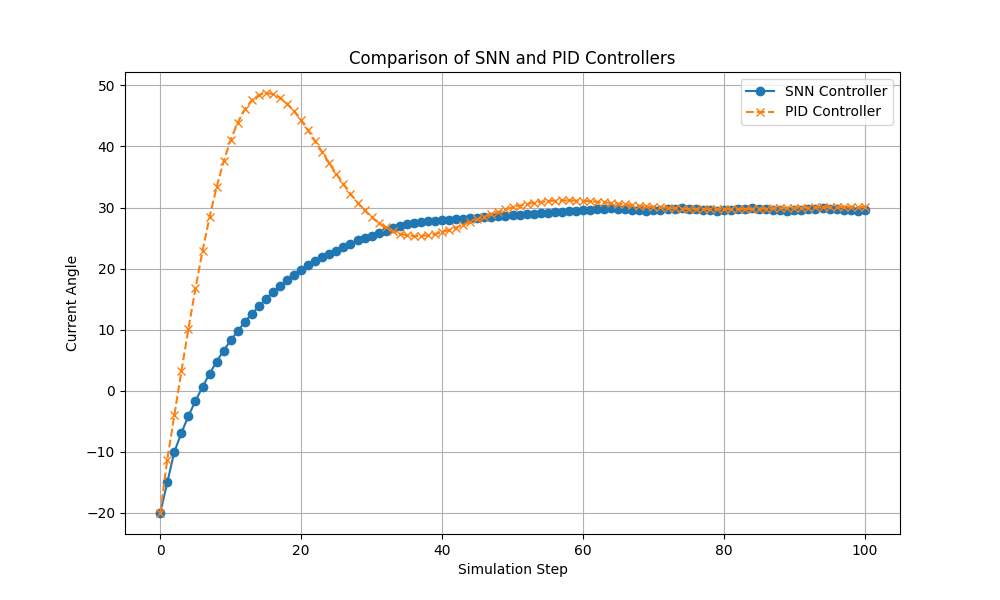 Comparison of SNN and PID Controllers
SNN Controller
PID Controller
50
40
30
20
10
0
−10
−20
Current Angle
0 20 40 60 80 100
Simulation Step